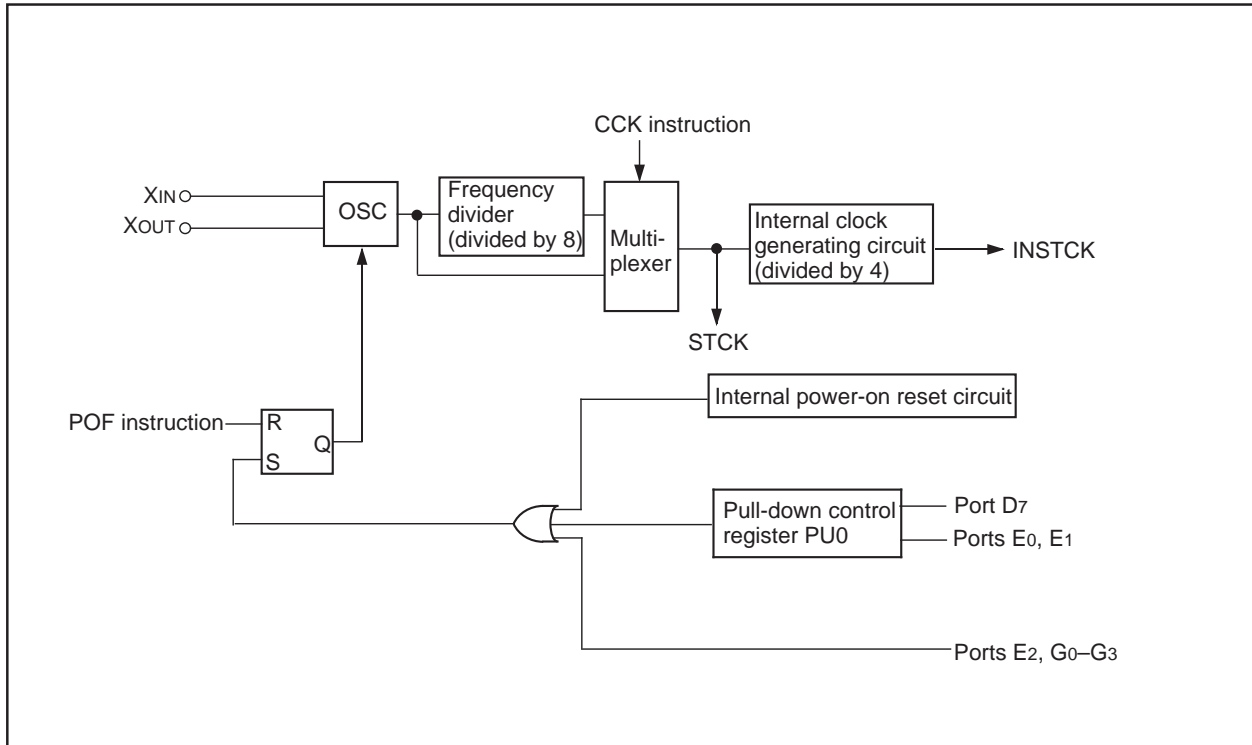 CCK instruction
XIN
XOUT
OSC
Frequency
divider
(divided by 8)
Multi-
plexer
Internal clock
generating circuit
(divided by 4)
INSTCK
STCK
Internal power-on reset circuit
POF instruction
R
Q
S
Pull-down control
register PU0
Port D7
Ports E0, E1
Ports E2, G0–G3